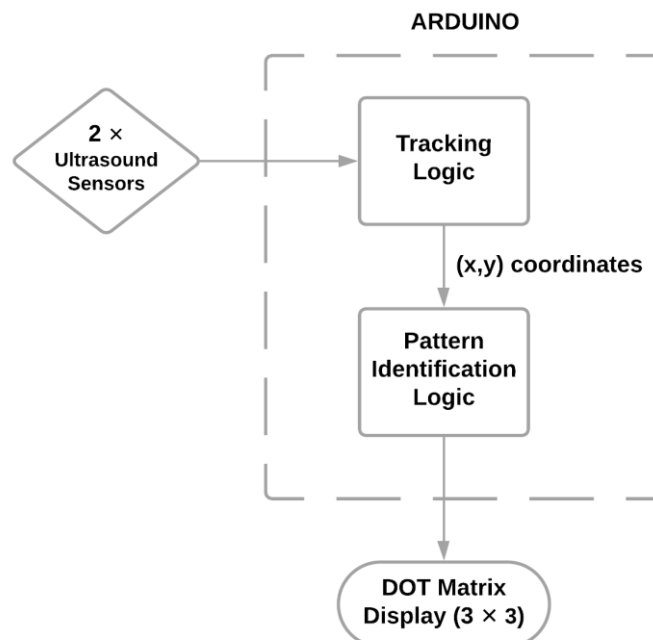 ARDUINO
2 ×
Ultrasound
Sensors
Tracking
Logic
(x,y) coordinates
Pattern
Identification
Logic
DOT Matrix
Display (3 × 3)